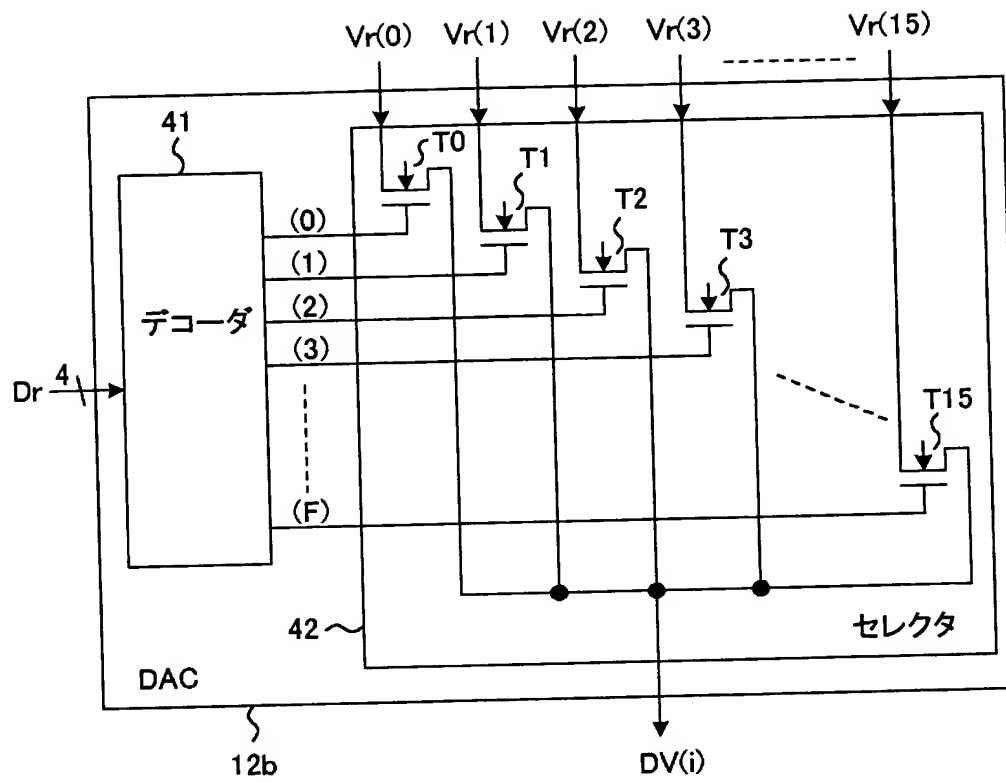 Vr(0) Vr(1) Vr(2) Vr(3) Vr(15)
41
T0
T1
T2
T3
T15
(0)
(1)
(2)
(3)
(F)
デコーダ
Dr 4
42
セレクタ
DAC
12b
DV(i)